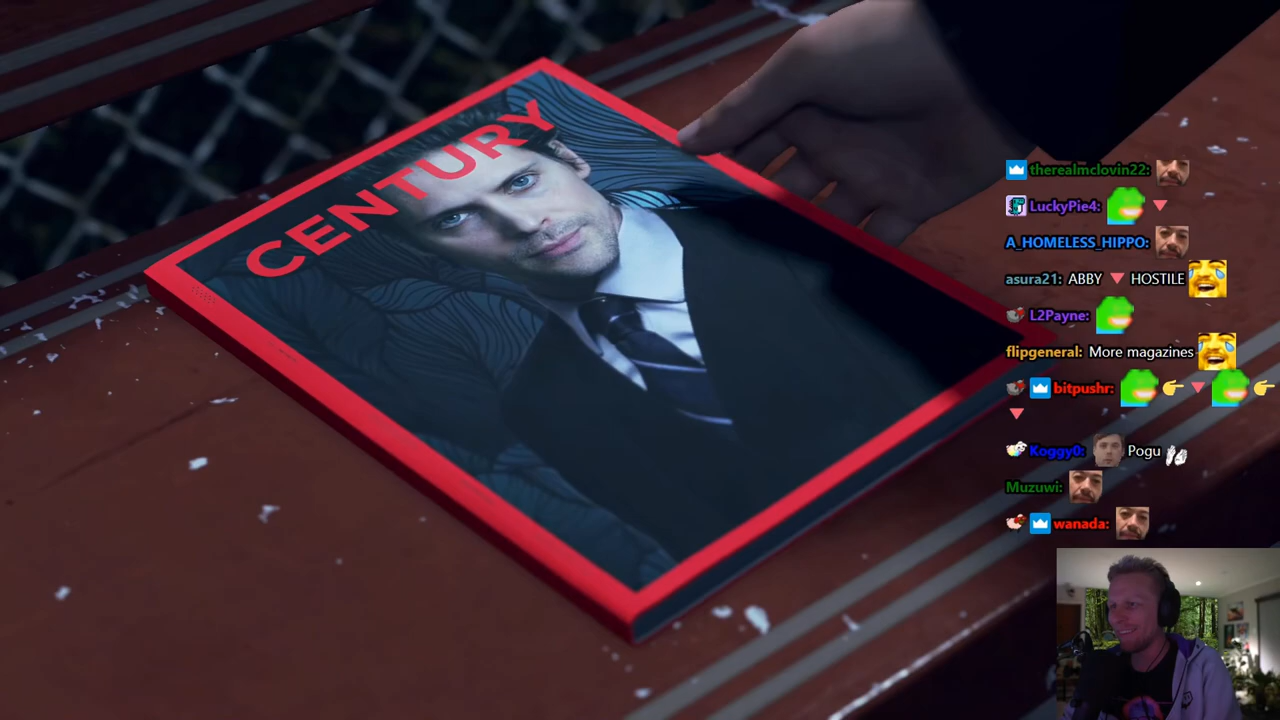 CENTURY
therealmclovin22:
LuckyPie4:
A_HOMELESS_HIPPO:
asura21: ABBY HOSTILE
L2Payne:
flipgeneral: More magazines
bitpushr:
Koggy0: Pogu
Muzuwi:
wanada: